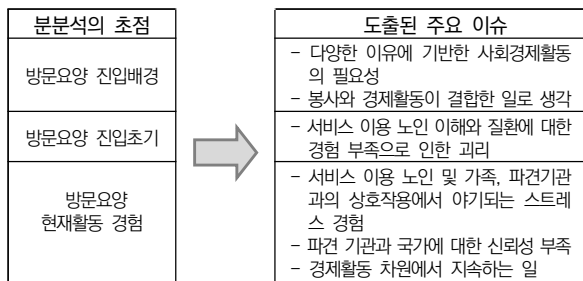 분분석의 초점
방문요양 진입배경
방문요양 진입초기
방문요양
현재활동 경험
도출된 주요 이슈
- 다양한 이유에 기반한 사회경제활동
의 필요성
- 봉사와 경제활동이 결합한 일로 생각
- 서비스 이용 노인 이해와 질환에 대한
경험 부족으로 인한 괴리
- 서비스 이용 노인 및 가족, 파견기관
과의 상호작용에서 야기되는 스트레
스 경험
- 파견 기관과 국가에 대한 신뢰성 부족
- 경제활동 차원에서 지속하는 일